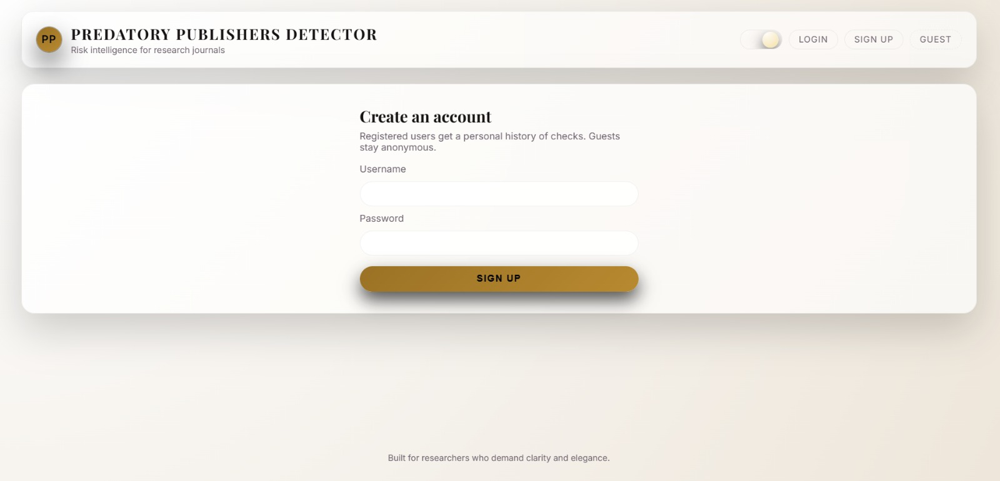 PP
PREDATORY PUBLISHERS DETECTOR
Risk intelligence for research journals
LOGIN
SIGN UP
GUEST
Create an account
Registered users get a personal history of checks. Guests
stay anonymous.
Username
Password
SIGN UP
Built for researchers who demand clarity and elegance.